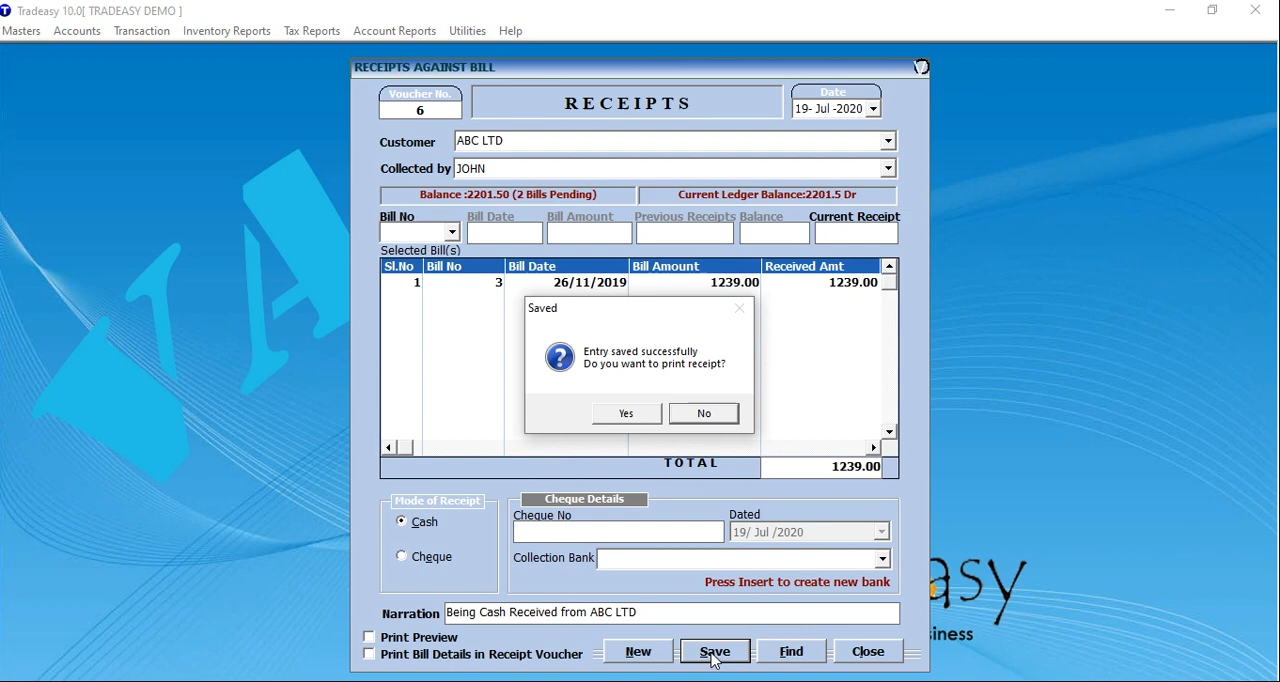 Tradeasy 10.0[ TRADEASY DEMO ]
Masters Accounts Transaction Inventory Reports Tax Reports Account Reports Utilities Help
RECEIPTS AGAINST BILL
Voucher No. RECEIPTS Date
6 19- Jul -2020
Customer ABC LTD
Collected by JOHN
Balance :2201.50 (2 Bills Pending) Current Ledger Balance:2201.5 Dr
Bill No Bill Date Bill Amount Previous Receipts Balance Current Receipt
Selected Bill(s)
Sl.No Bill No Bill Date Bill Amount Received Amt
1 3 26/11/2019 1239.00 1239.00
Saved
Entry saved successfully
Do you want to print receipt?
Yes No
TOTAL 1239.00
Mode of Receipt Cheque Details
Cash
Cheque No Dated
19/ Jul /2020
Cheque
Collection Bank
Press Insert to create new bank
Narration Being Cash Received from ABC LTD
Print Preview
Print Bill Details in Receipt Voucher
New Save Find Close